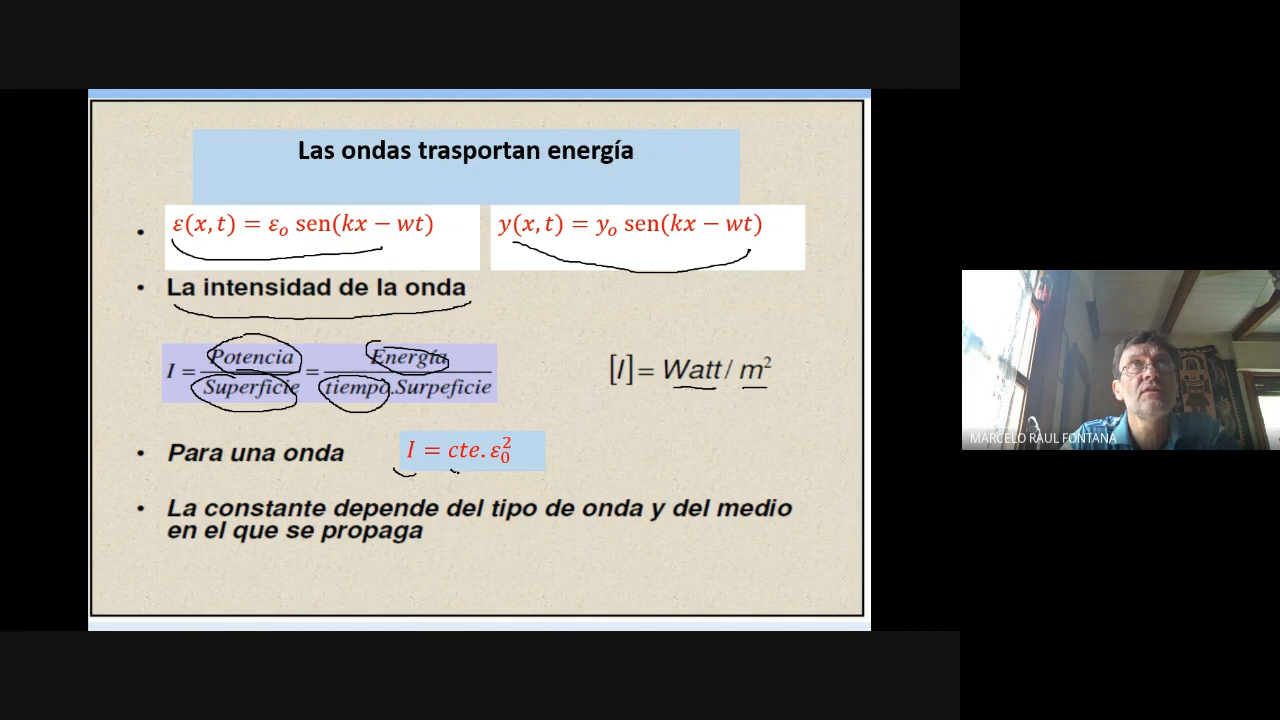 Las ondas trasportan energía
• ε(x,t) = εₒ sen(kx − wt) y(x,t) = yₒ sen(kx − wt)
• La intensidad de la onda
I = Potencia / Superficie = Energía / tiempo.Surpeficie [I] = Watt / m²
• Para una onda I = cte. ε₀²
• La constante depende del tipo de onda y del medio
en el que se propaga
MARCELO RAUL FONTANA